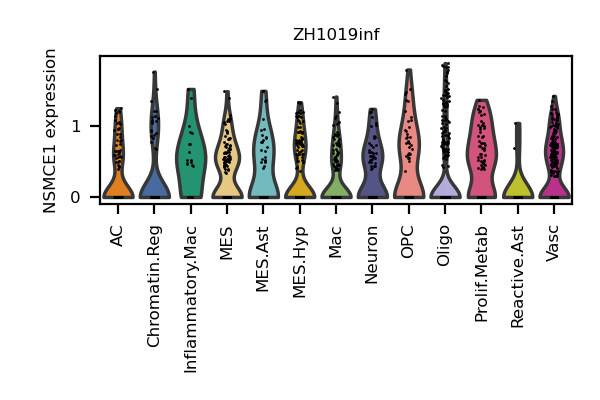 ZH1019inf
NSMCE1 expression
1
0
AC
Chromatin.Reg
Inflammatory.Mac
MES
MES.Ast
MES.Hyp
Mac
Neuron
OPC
Oligo
Prolif.Metab
Reactive.Ast
Vasc